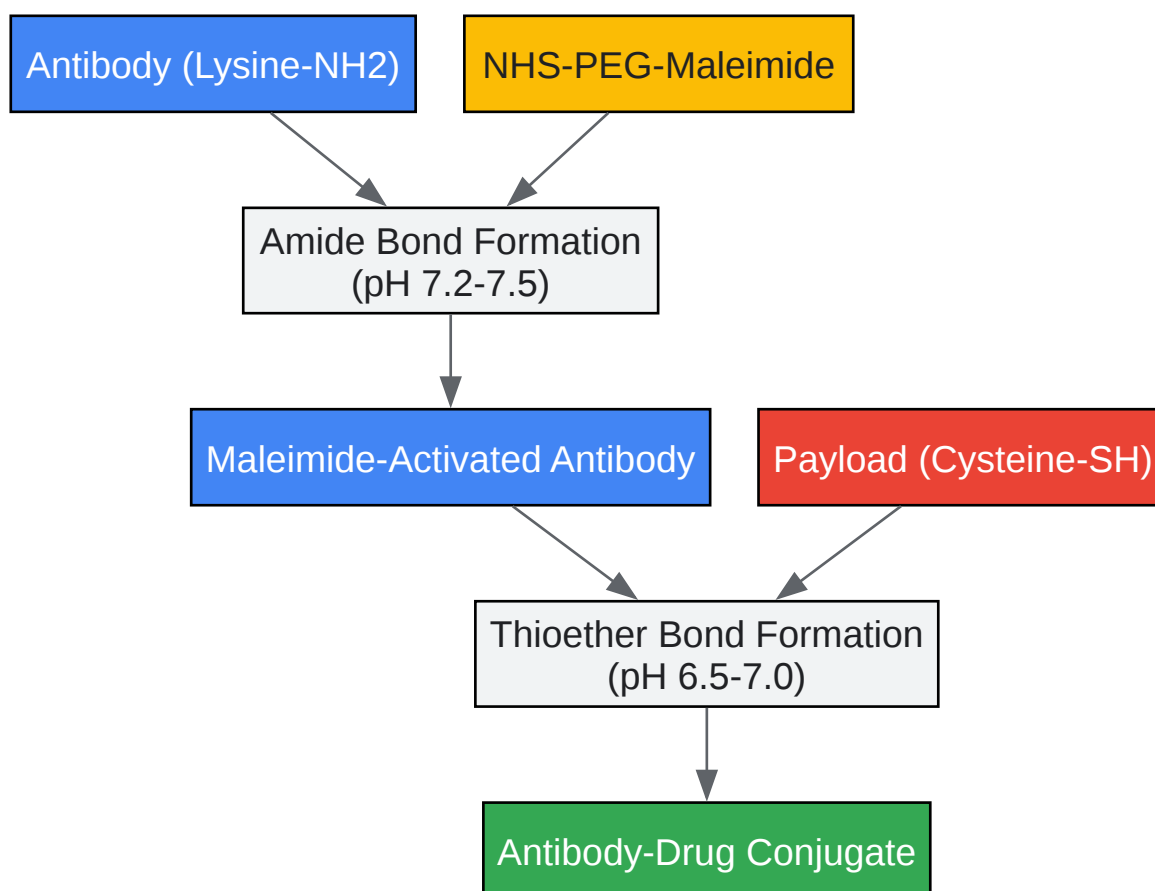 Antibody (Lysine-NH2)
NHS-PEG-Maleimide
Amide Bond Formation
(pH 7.2-7.5)
Maleimide-Activated Antibody
Payload (Cysteine-SH)
Thioether Bond Formation
(pH 6.5-7.0)
Antibody-Drug Conjugate